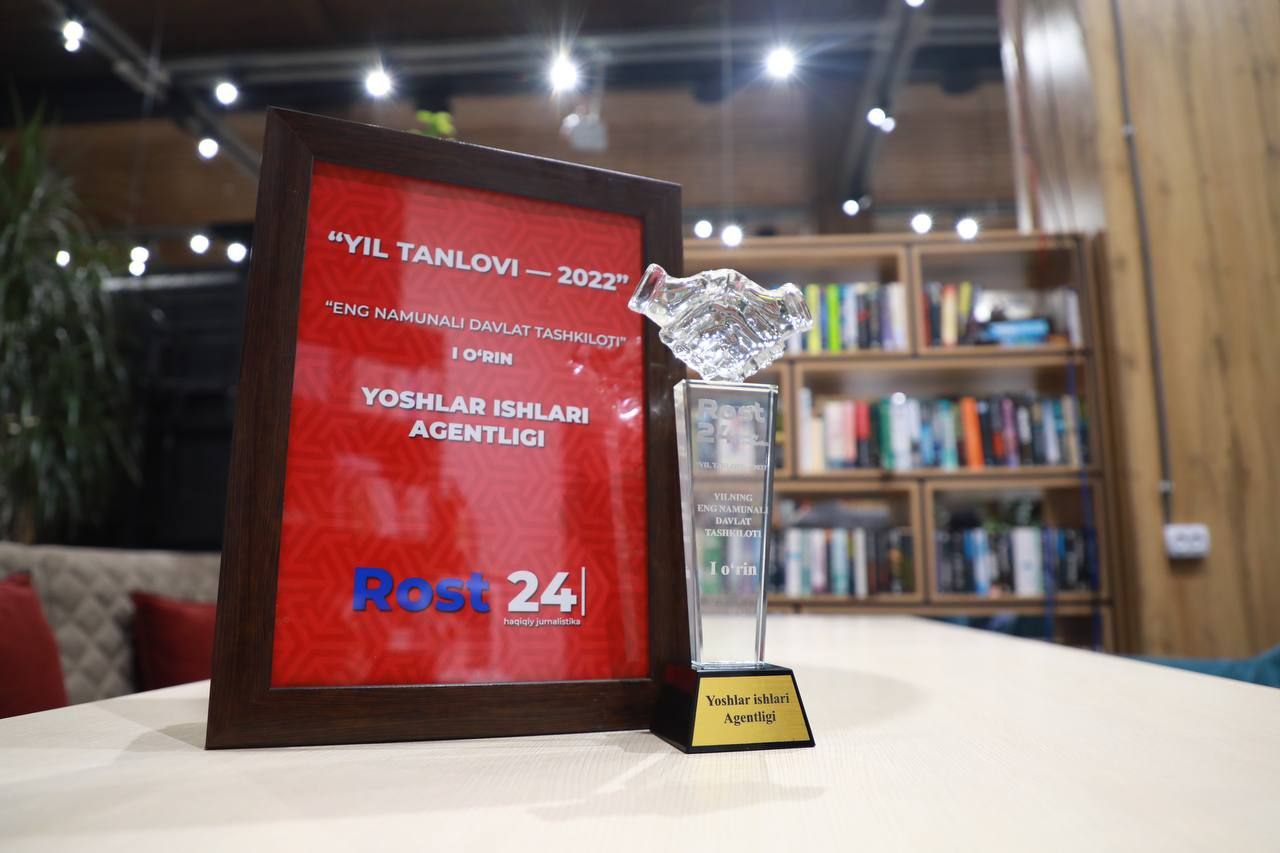 “YIL TANLOVI — 2022”
“ENG NAMUNALI DAVLAT TASHKILOTI”
I O‘RIN
YOSHLAR ISHLARI
AGENTLIGI
Rost 24
haqiqiy jurnalistika
Rost
24
YILNING
ENG NAMUNALI
DAVLAT
TASHKILOTI
I o‘rin
Yoshlar ishlari
Agentligi